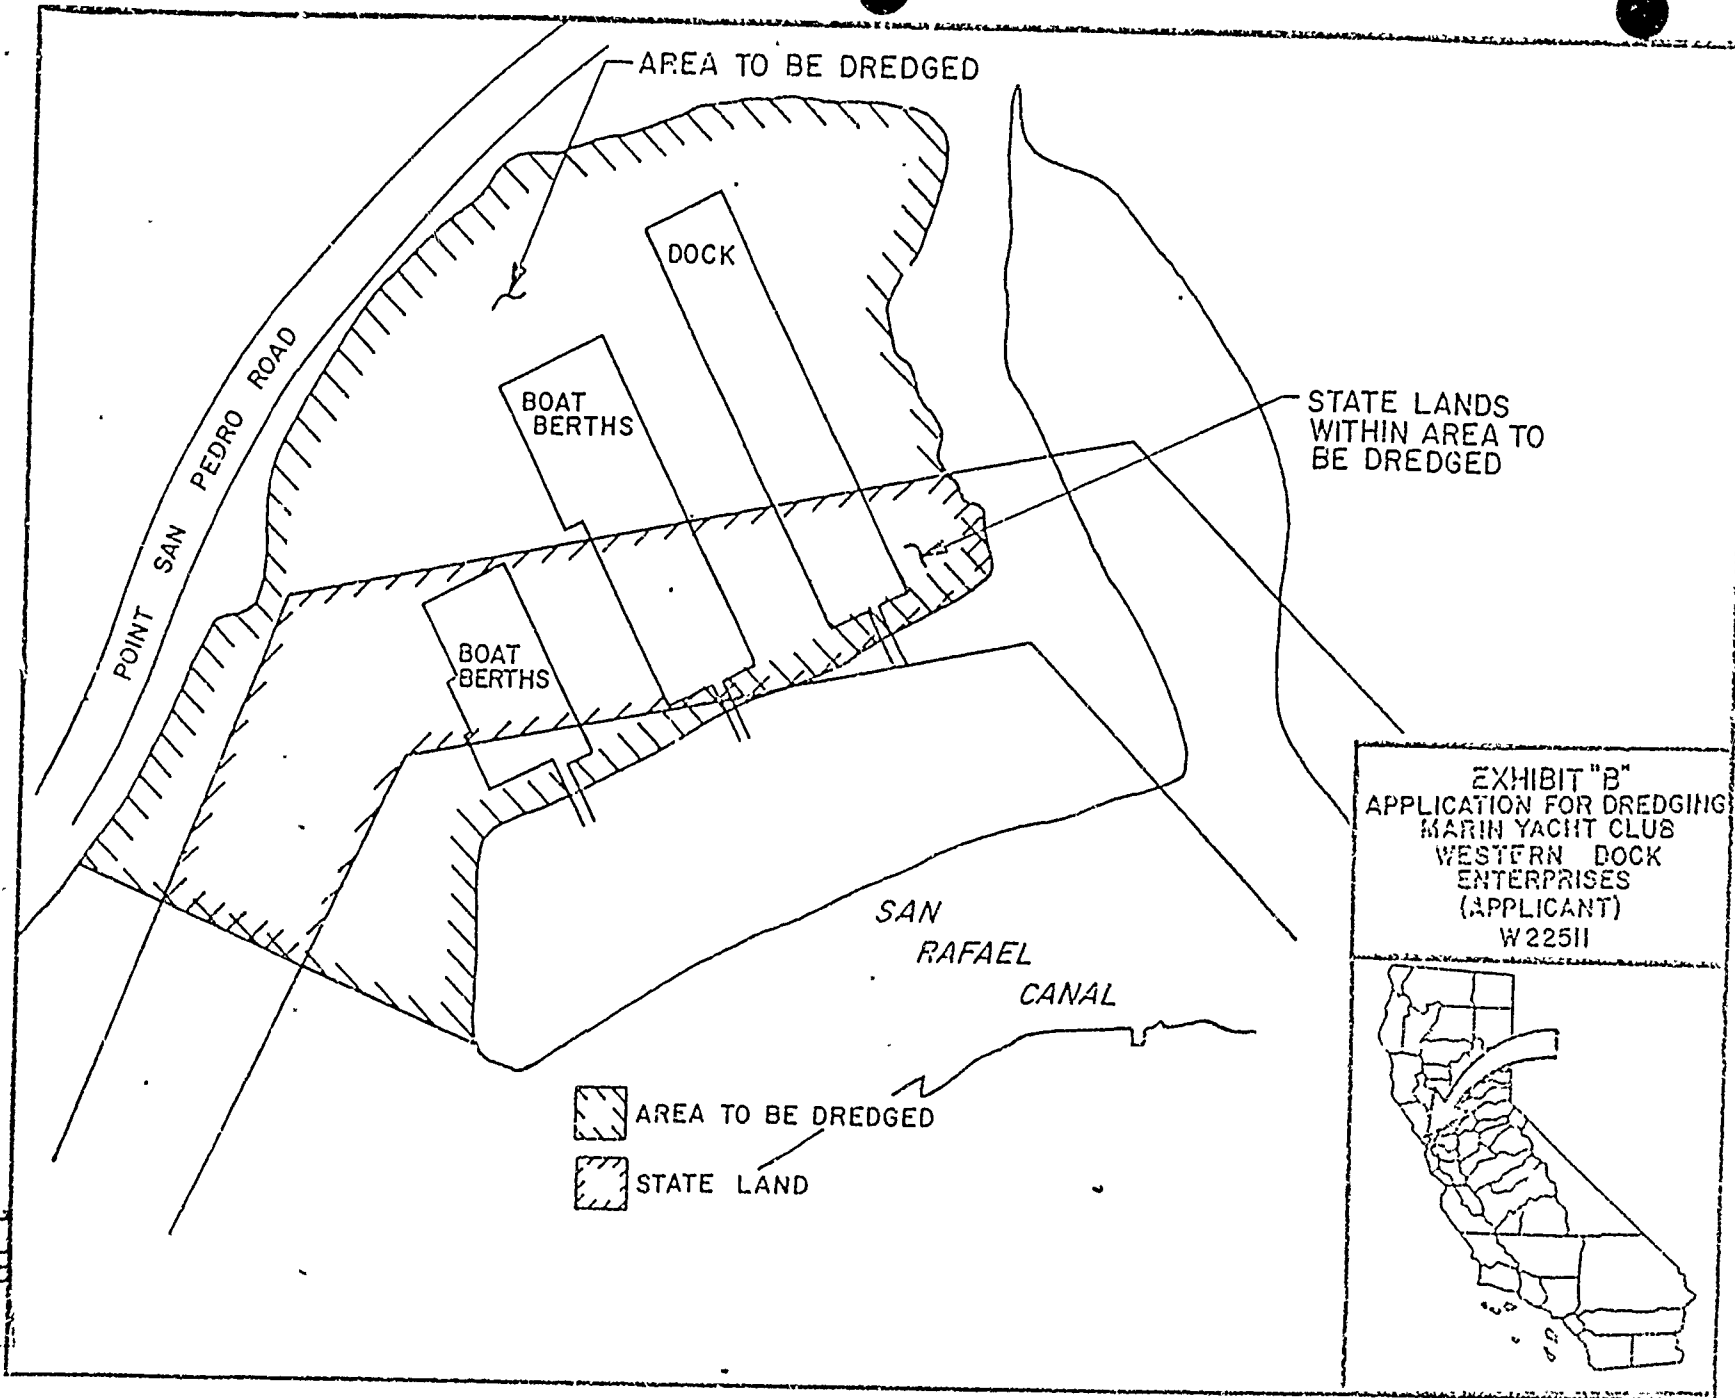 AREA TO BE DREDGED
DOCK
POINT SAN PEDRO ROAD
BOAT
BERTHS
STATE LANDS
WITHIN AREA TO
BE DREDGED
BOAT
BERTHS
EXHIBIT "B"
APPLICATION FOR DREDGING
MARIN YACHT CLUB
WESTERN DOCK
ENTERPRISES
(APPLICANT)
W 22511
SAN
RAFAEL
CANAL
AREA TO BE DREDGED
STATE LAND